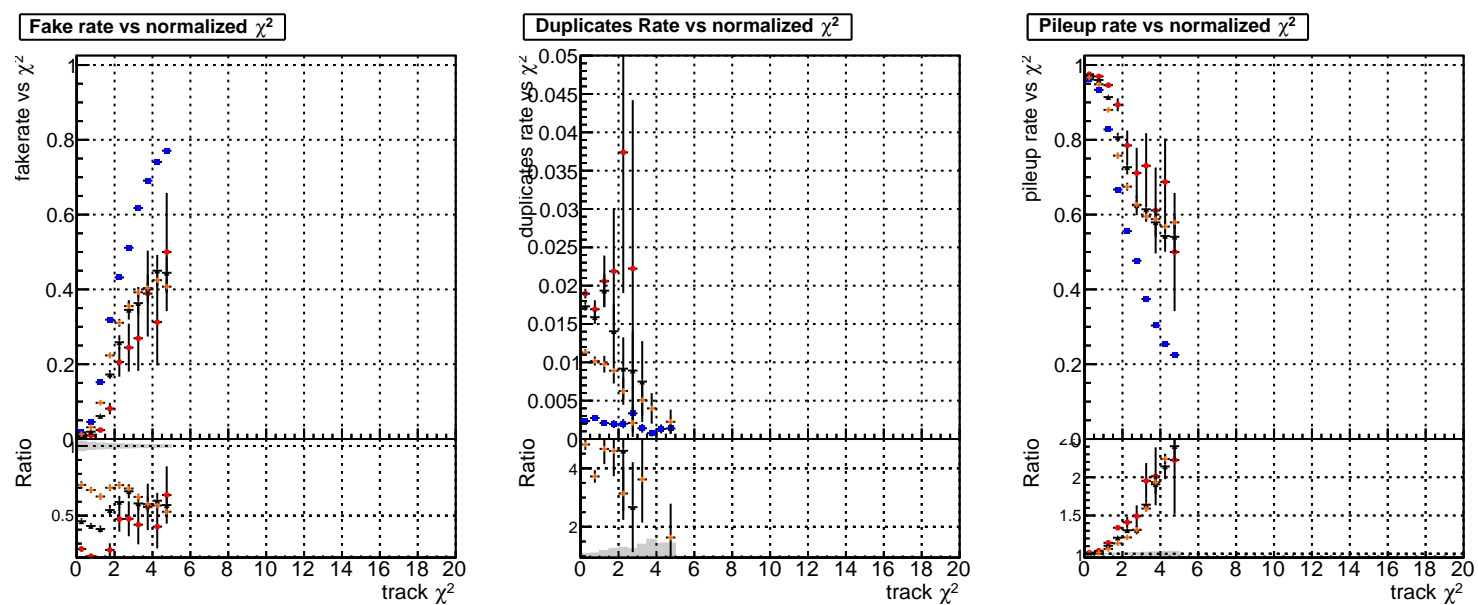 Fake rate vs normalized χ²
fakerate vs χ²
1
0.8
0.6
0.4
0.2
0
Ratio
1
0.5
0 2 4 6 8 10 12 14 16 18 20
track χ²
Duplicates Rate vs normalized χ²
duplicates rate vs χ²
0.05
0.045
0.04
0.035
0.03
0.025
0.02
0.015
0.01
0.005
0
Ratio
4
2
0 2 4 6 8 10 12 14 16 18 20
track χ²
Pileup rate vs normalized χ²
pileup rate vs χ²
1
0.8
0.6
0.4
0.2
0
Ratio
2
1.5
1
0 2 4 6 8 10 12 14 16 18 20
track χ²